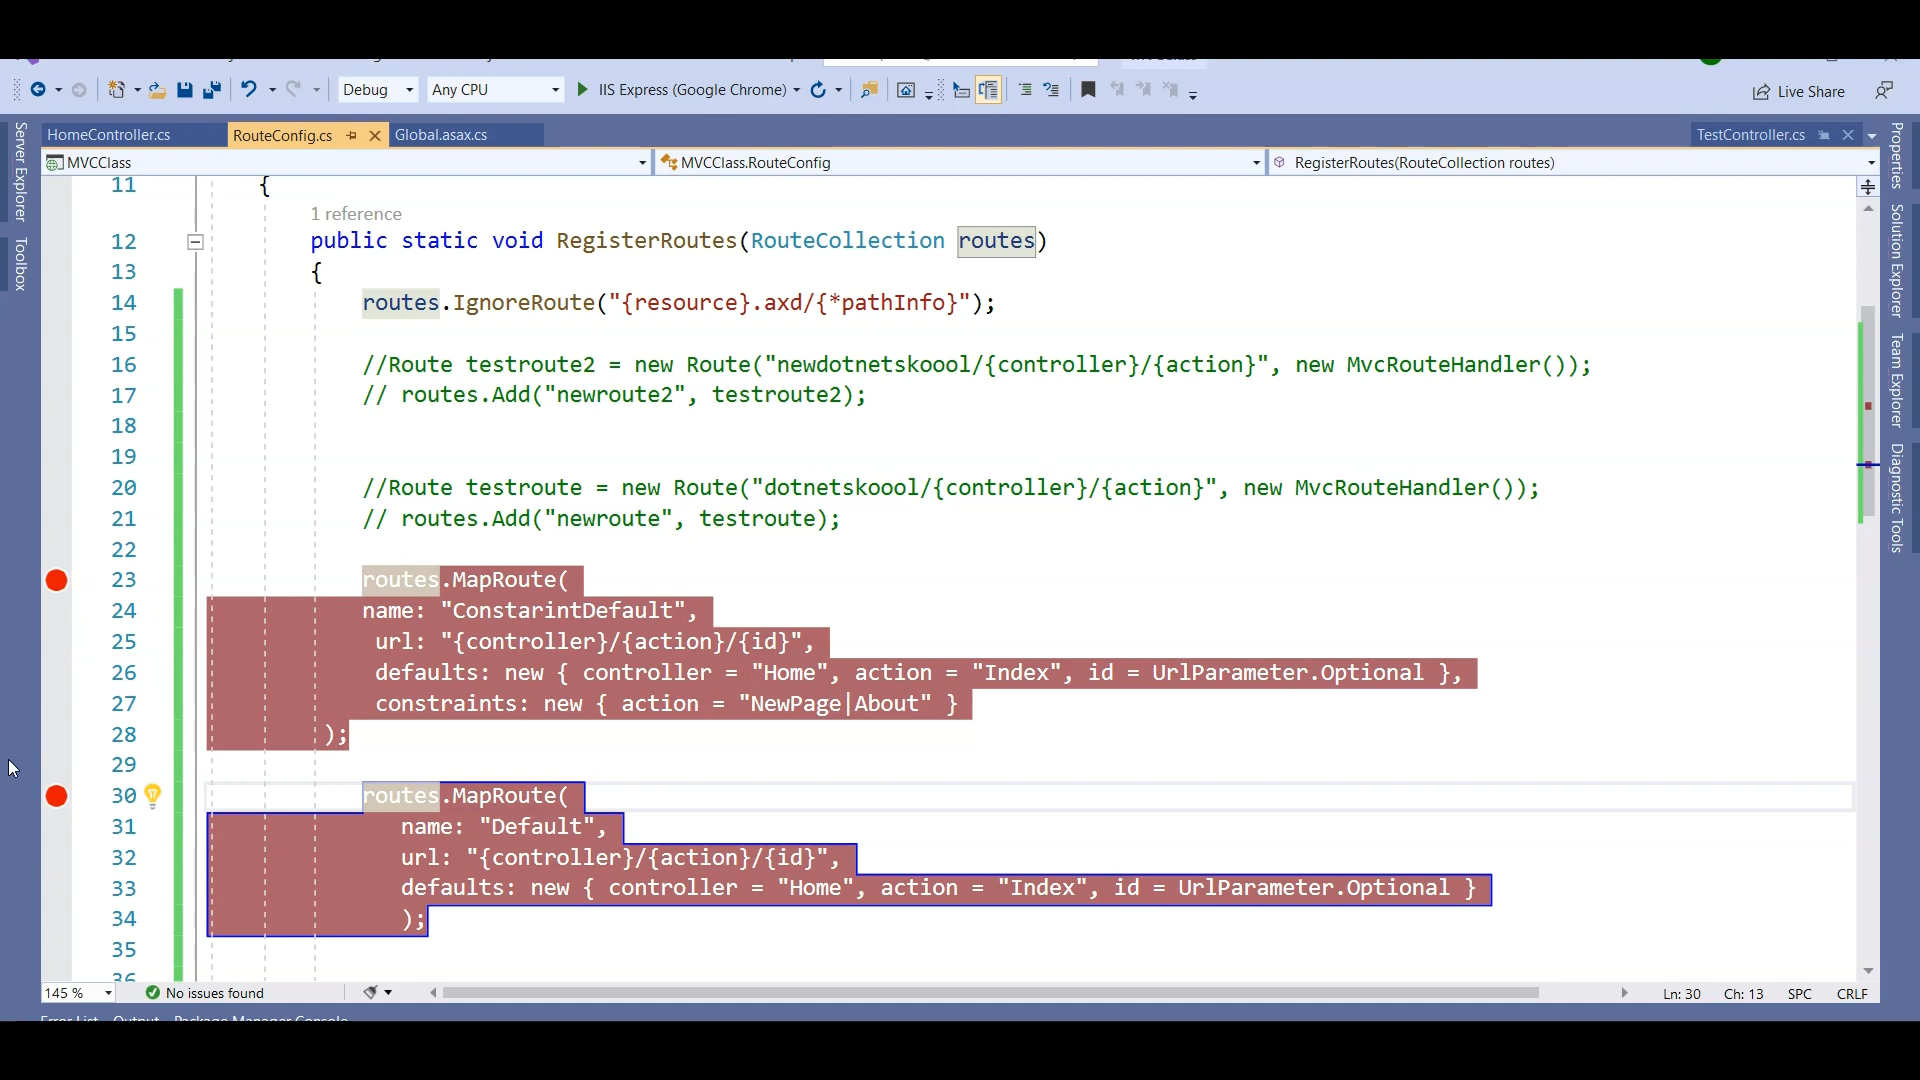 Debug
Any CPU
IIS Express (Google Chrome)
Live Share
HomeController.cs
RouteConfig.cs
Global.asax.cs
TestController.cs
MVCClass
MVCClass.RouteConfig
RegisterRoutes(RouteCollection routes)
Server Explorer
Toolbox
Properties
Solution Explorer
Team Explorer
Diagnostic Tools
11 {
1 reference
12 public static void RegisterRoutes(RouteCollection routes)
13 {
14 routes.IgnoreRoute("{resource}.axd/{*pathInfo}");
15
16 //Route testroute2 = new Route("newdotnetskoool/{controller}/{action}", new MvcRouteHandler());
17 // routes.Add("newroute2", testroute2);
18
19
20 //Route testroute = new Route("dotnetskoool/{controller}/{action}", new MvcRouteHandler());
21 // routes.Add("newroute", testroute);
22
23 routes.MapRoute(
24 name: "ConstarintDefault",
25 url: "{controller}/{action}/{id}",
26 defaults: new { controller = "Home", action = "Index", id = UrlParameter.Optional },
27 constraints: new { action = "NewPage|About" }
28 );
29
30 routes.MapRoute(
31 name: "Default",
32 url: "{controller}/{action}/{id}",
33 defaults: new { controller = "Home", action = "Index", id = UrlParameter.Optional }
34 );
35
36
145 %
No issues found
Ln: 30
Ch: 13
SPC
CRLF
Error List
Output
Package Manager Console